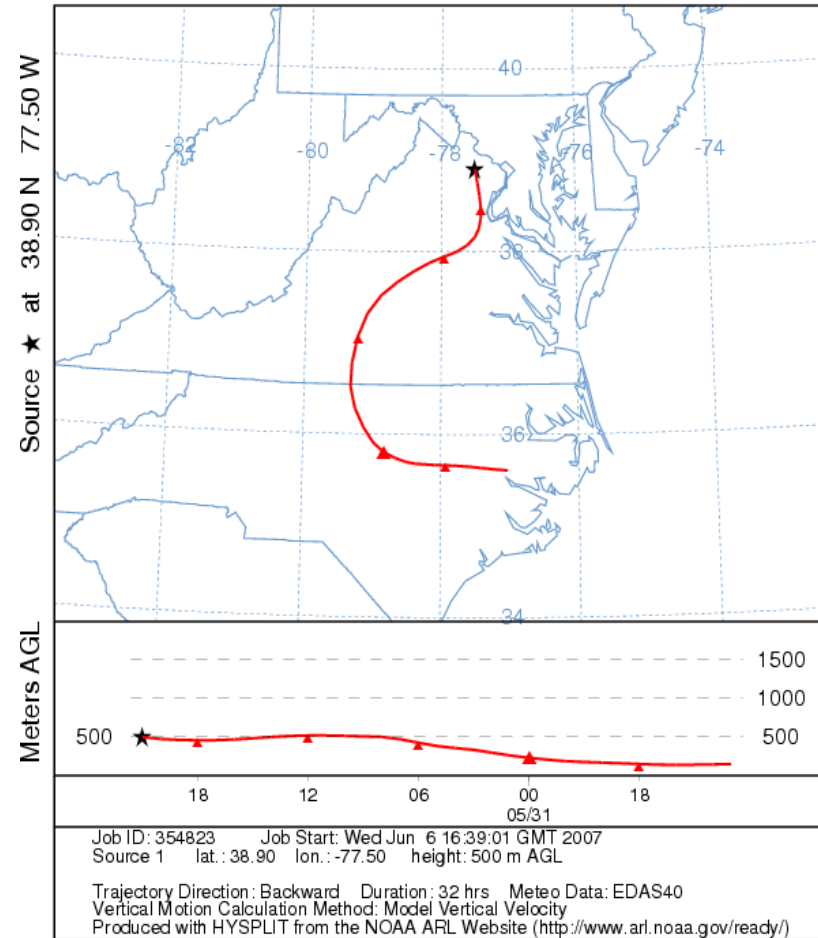 Source ★ at 38.90 N 77.50 W
40
-82
-80
-78
-76
-74
38
36
34
Meters AGL
1500
1000
500
500
18
12
06
00
18
05/31
Job ID: 354823 Job Start: Wed Jun 6 16:39:01 GMT 2007
Source 1 lat.: 38.90 lon.: -77.50 height: 500 m AGL
Trajectory Direction: Backward Duration: 32 hrs Meteo Data: EDAS40
Vertical Motion Calculation Method: Model Vertical Velocity
Produced with HYSPLIT from the NOAA ARL Website (http://www.arl.noaa.gov/ready/)